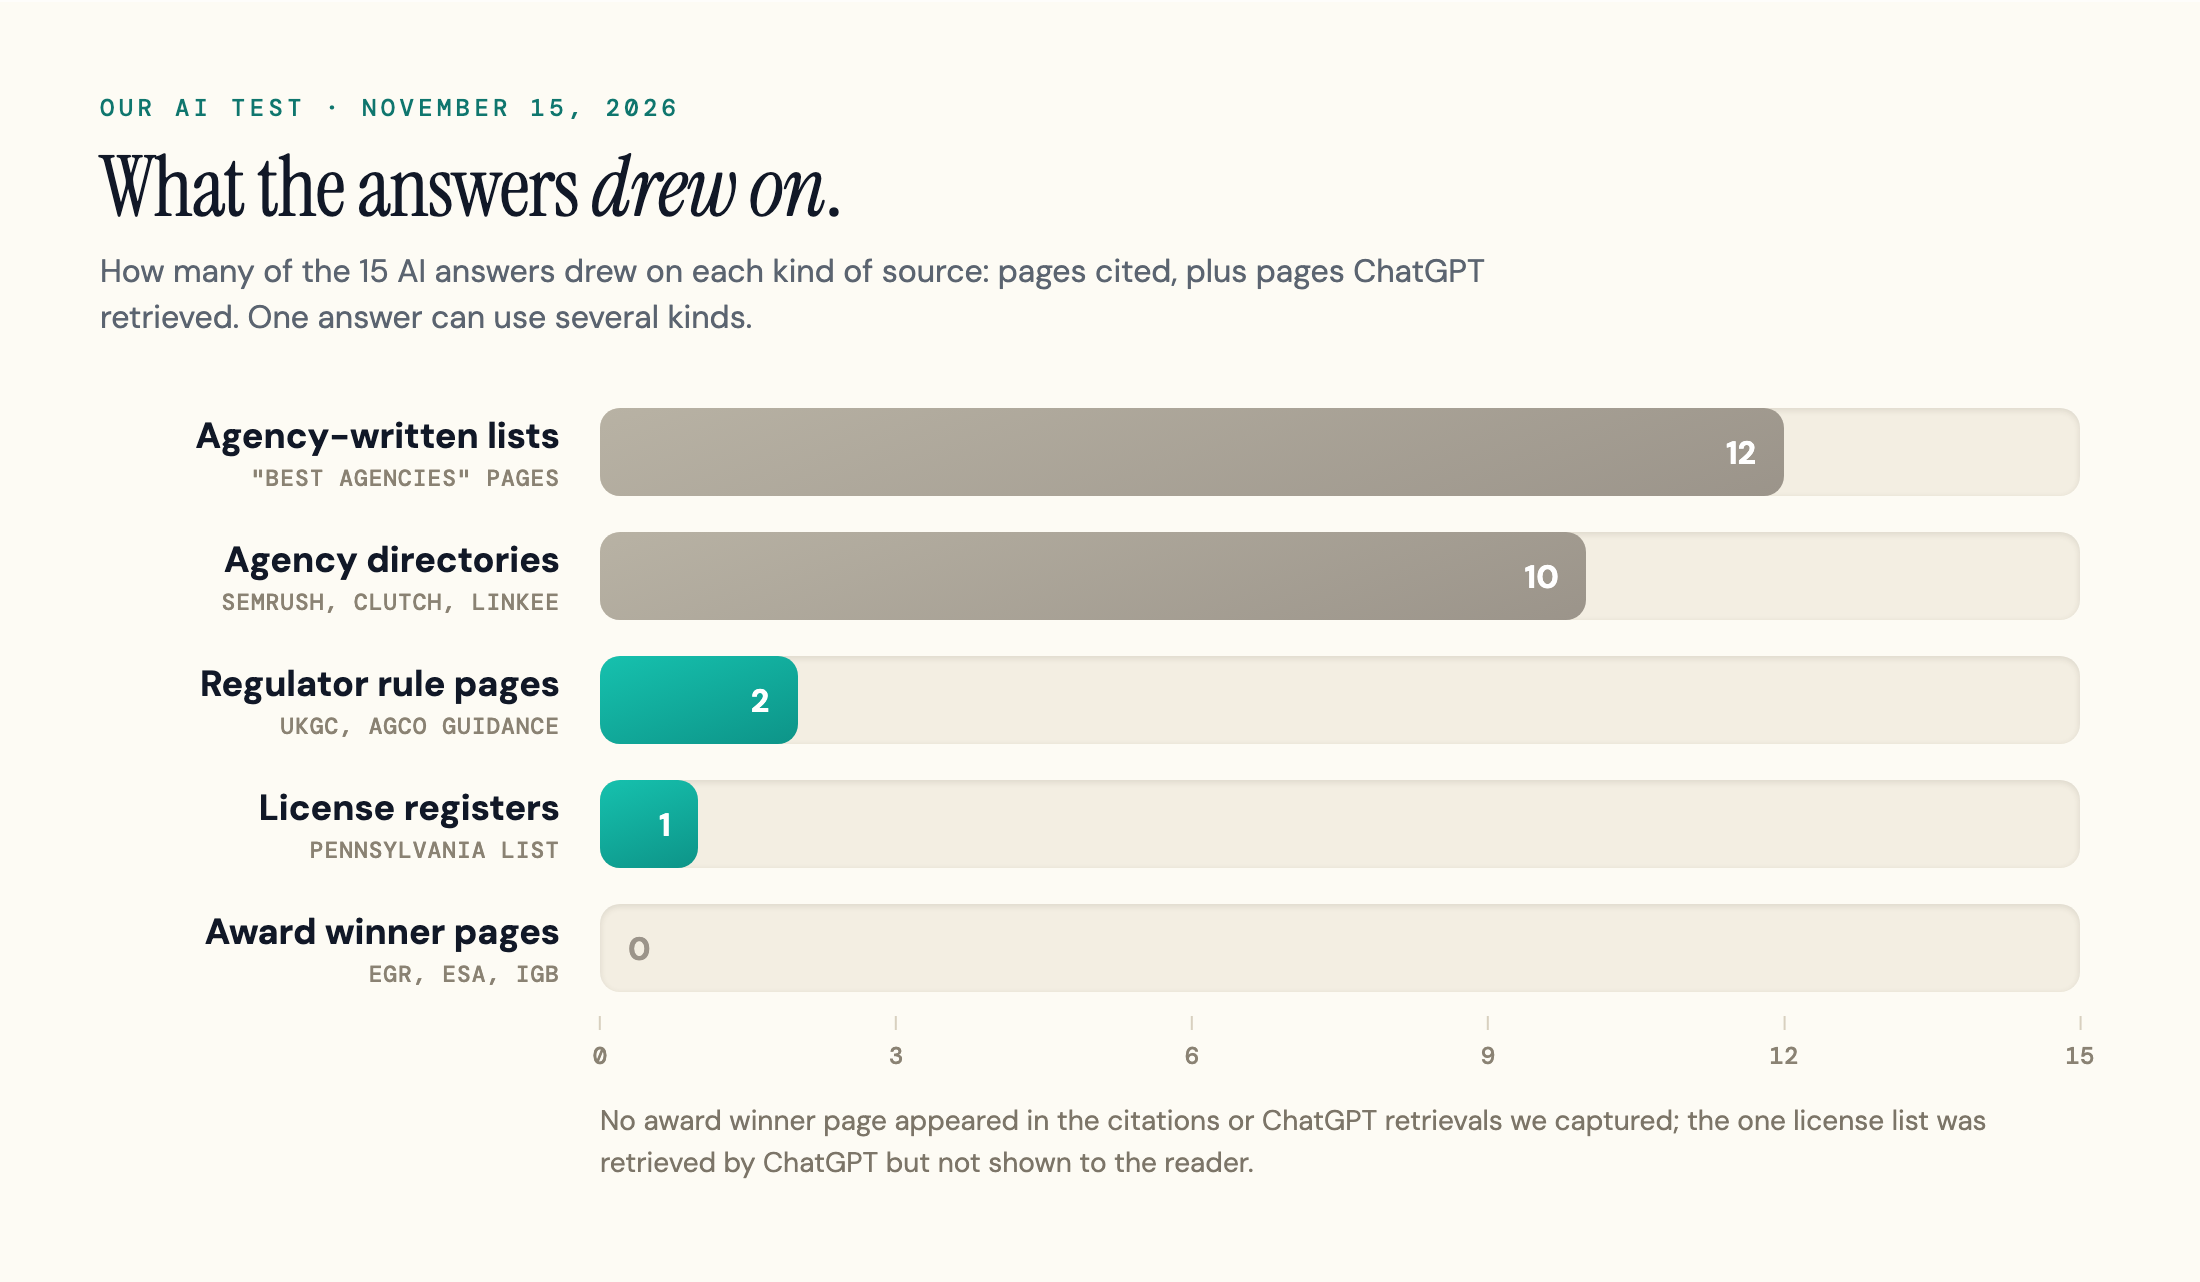 OUR AI TEST · NOVEMBER 15, 2026
What the answers drew on.
How many of the 15 AI answers drew on each kind of source: pages cited, plus pages ChatGPT
retrieved. One answer can use several kinds.
Agency-written lists
"BEST AGENCIES" PAGES
12
Agency directories
SEMRUSH, CLUTCH, LINKEE
10
Regulator rule pages
UKGC, AGCO GUIDANCE
2
License registers
PENNSYLVANIA LIST
1
Award winner pages
EGR, ESA, IGB
0
0 3 6 9 12 15
No award winner page appeared in the citations or ChatGPT retrievals we captured; the one license list was
retrieved by ChatGPT but not shown to the reader.